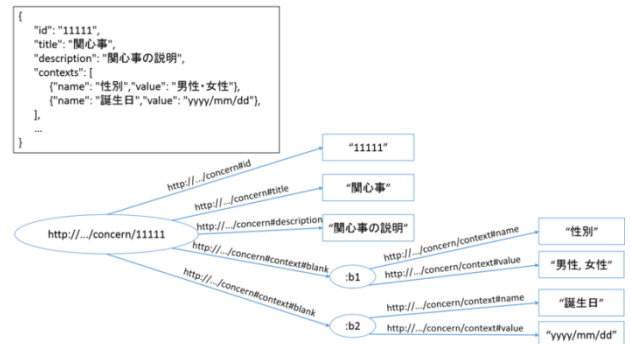 {
"id": "11111",
"title": "関心事",
"description": "関心事の説明",
"contexts": [
{"name": "性別","value": "男性・女性"},
{"name": "誕生日","value": "yyyy/mm/dd"},
],
...
}
"11111"
http://.../concern#id
http://.../concern#title
"関心事"
http://.../concern#description
"関心事の説明"
http://.../concern/11111
http://.../concern#context#blank
:b1
http://.../concern/context#name
"性別"
http://.../concern/context#value
"男性, 女性"
http://.../concern#context#blank
:b2
http://.../concern/context#name
"誕生日"
http://.../concern/context#value
"yyyy/mm/dd"